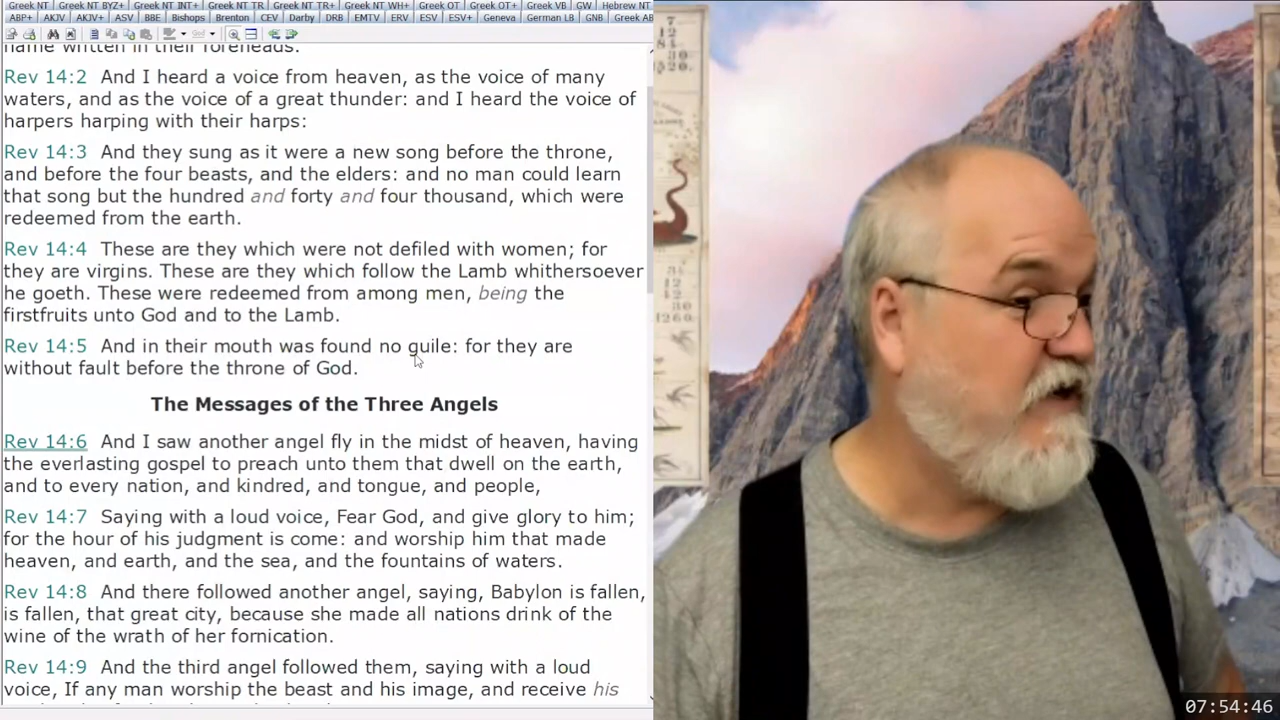 Greek NT Greek NT BYZ+ Greek NT INT+ Greek NT TR Greek NT TR+ Greek NT WH+ Greek OT Greek OT+ Greek VB GW Hebrew NT
ABP+ AKJV AKJV+ ASV BBE Bishops Brenton CEV Darby DRB EMTV ERV ESV ESV+ Geneva German LB GNB Greek AB
name written in their foreheads.
Rev 14:2 And I heard a voice from heaven, as the voice of many
waters, and as the voice of a great thunder: and I heard the voice of
harpers harping with their harps:
Rev 14:3 And they sung as it were a new song before the throne,
and before the four beasts, and the elders: and no man could learn
that song but the hundred and forty and four thousand, which were
redeemed from the earth.
Rev 14:4 These are they which were not defiled with women; for
they are virgins. These are they which follow the Lamb whithersoever
he goeth. These were redeemed from among men, being the
firstfruits unto God and to the Lamb.
Rev 14:5 And in their mouth was found no guile: for they are
without fault before the throne of God.
The Messages of the Three Angels
Rev 14:6 And I saw another angel fly in the midst of heaven, having
the everlasting gospel to preach unto them that dwell on the earth,
and to every nation, and kindred, and tongue, and people,
Rev 14:7 Saying with a loud voice, Fear God, and give glory to him;
for the hour of his judgment is come: and worship him that made
heaven, and earth, and the sea, and the fountains of waters.
Rev 14:8 And there followed another angel, saying, Babylon is fallen,
is fallen, that great city, because she made all nations drink of the
wine of the wrath of her fornication.
Rev 14:9 And the third angel followed them, saying with a loud
voice, If any man worship the beast and his image, and receive his
7
12
30
12
30
1260.
07:54:46